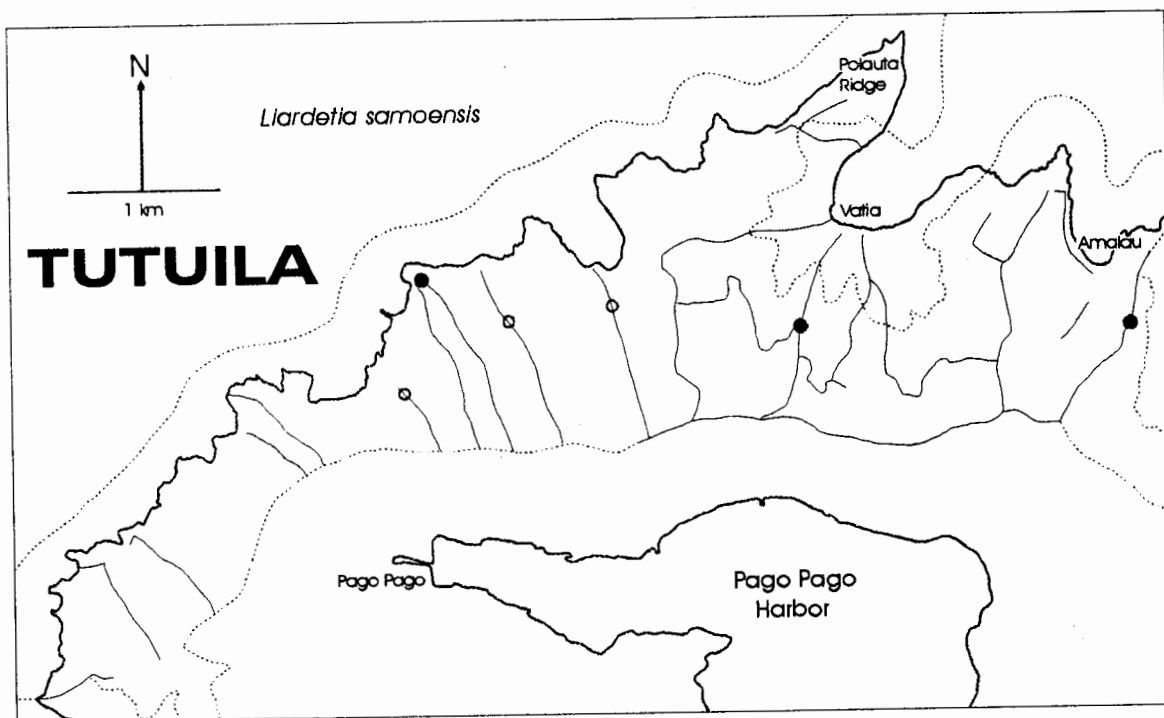 N
Liardetia samoensis
1 km
TUTUILA
Polauta
Ridge
Vatia
Amalau
Pago Pago
Pago Pago
Harbor